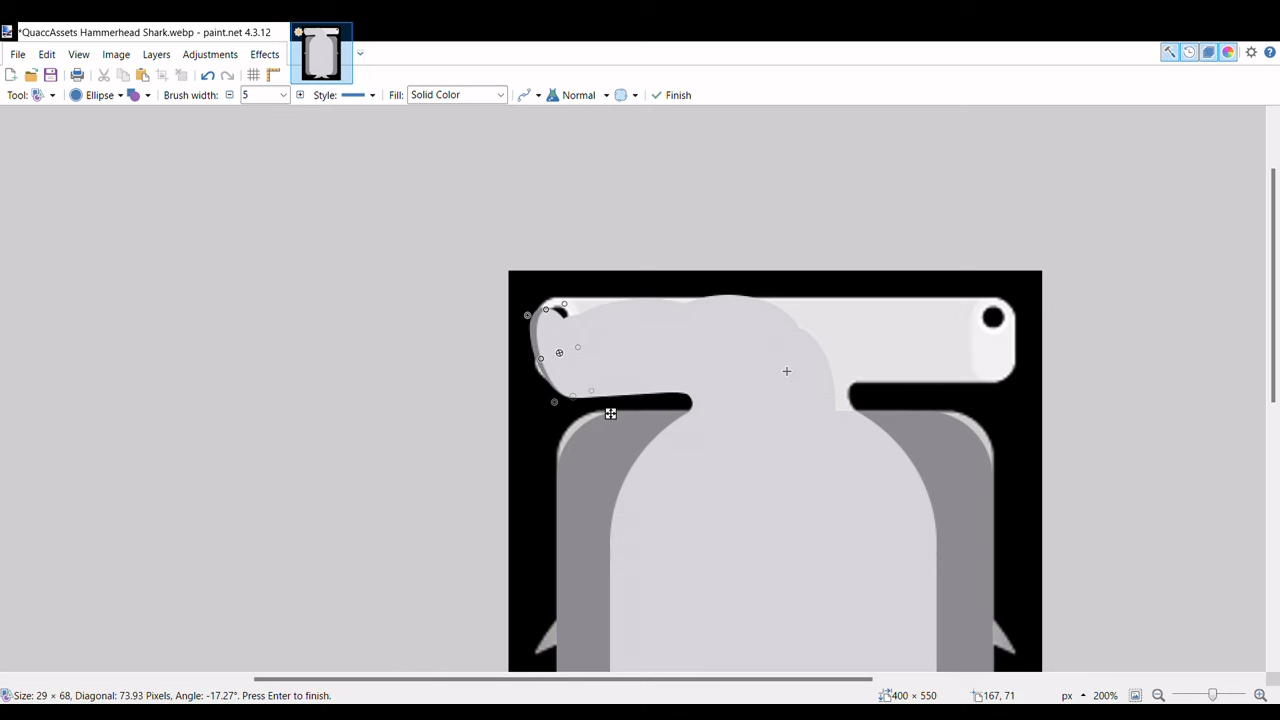 *QuaccAssets Hammerhead Shark.webp - paint.net 4.3.12
File Edit View Image Layers Adjustments Effects
Tool: Ellipse Brush width: 5 Style: Fill: Solid Color Normal Finish
Size: 29 × 68, Diagonal: 73.93 Pixels, Angle: -17.27°. Press Enter to finish. 400 × 550 167, 71 px 200%